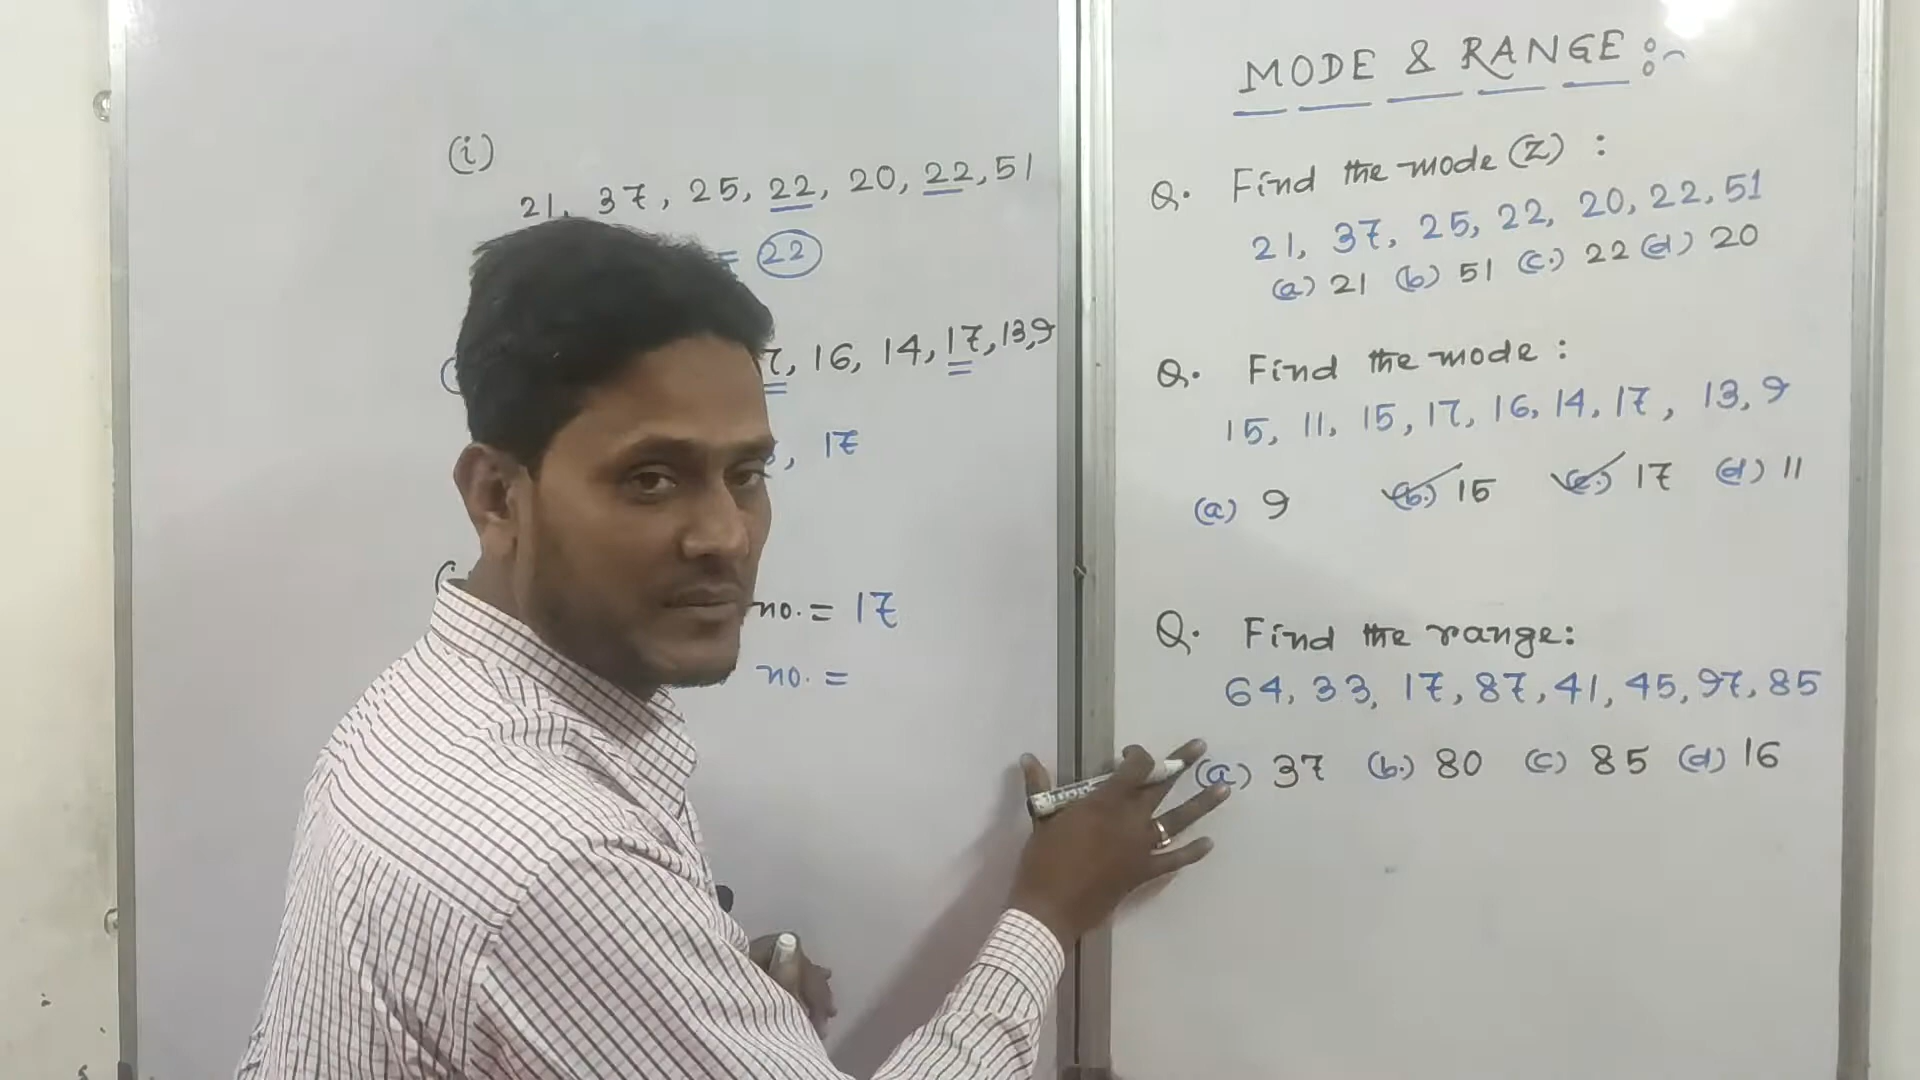 (i)
21, 37, 25, 22, 20, 22, 51
= 22
, 16, 14, 17, 13, 9
, 17
no. = 17
no. =
MODE & RANGE :~
Q. Find the mode (Z) :
21, 37, 25, 22, 20, 22, 51
(a) 21 (b) 51 (c.) 22 (d) 20
Q. Find the mode :
15, 11, 15, 17, 16, 14, 17, 13, 9
(a) 9 (b.) 15 (c.) 17 (d) 11
Q. Find the range:
64, 33, 17, 87, 41, 45, 97, 85
(a) 37 (b.) 80 (c) 85 (d) 16